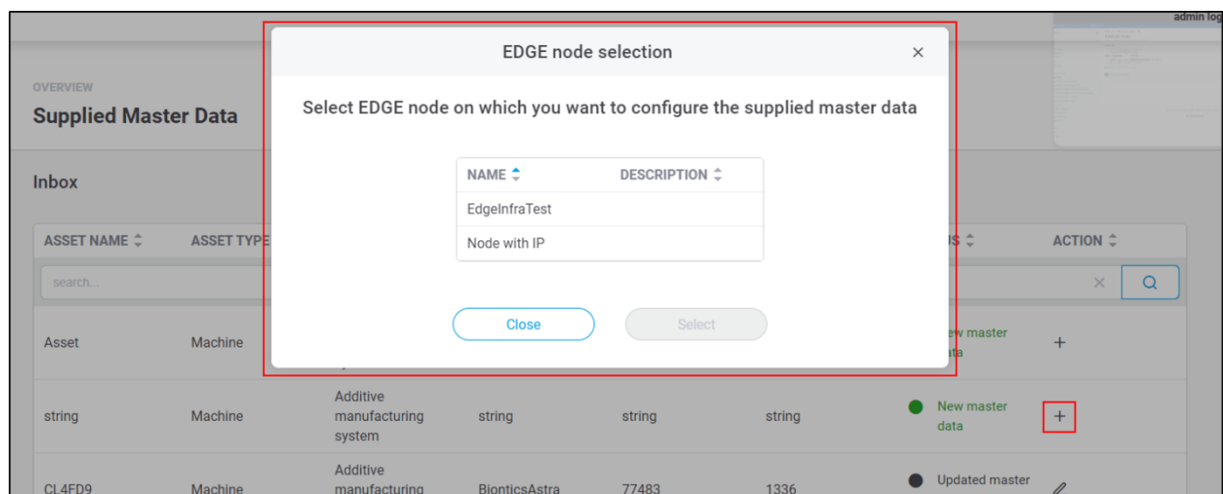 admin log
EDGE node selection
OVERVIEW
Supplied Master Data
Select EDGE node on which you want to configure the supplied master data
NAME DESCRIPTION
Inbox
EdgeInfraTest
ASSET NAME ASSET TYPE ACTION
Node with IP
search...
Close Select
Asset Machine master
string Machine Additive manufacturing system string string string New master data
CL4FD9 Machine Additive manufacturing BionticsAstra 77483 1336 Updated master